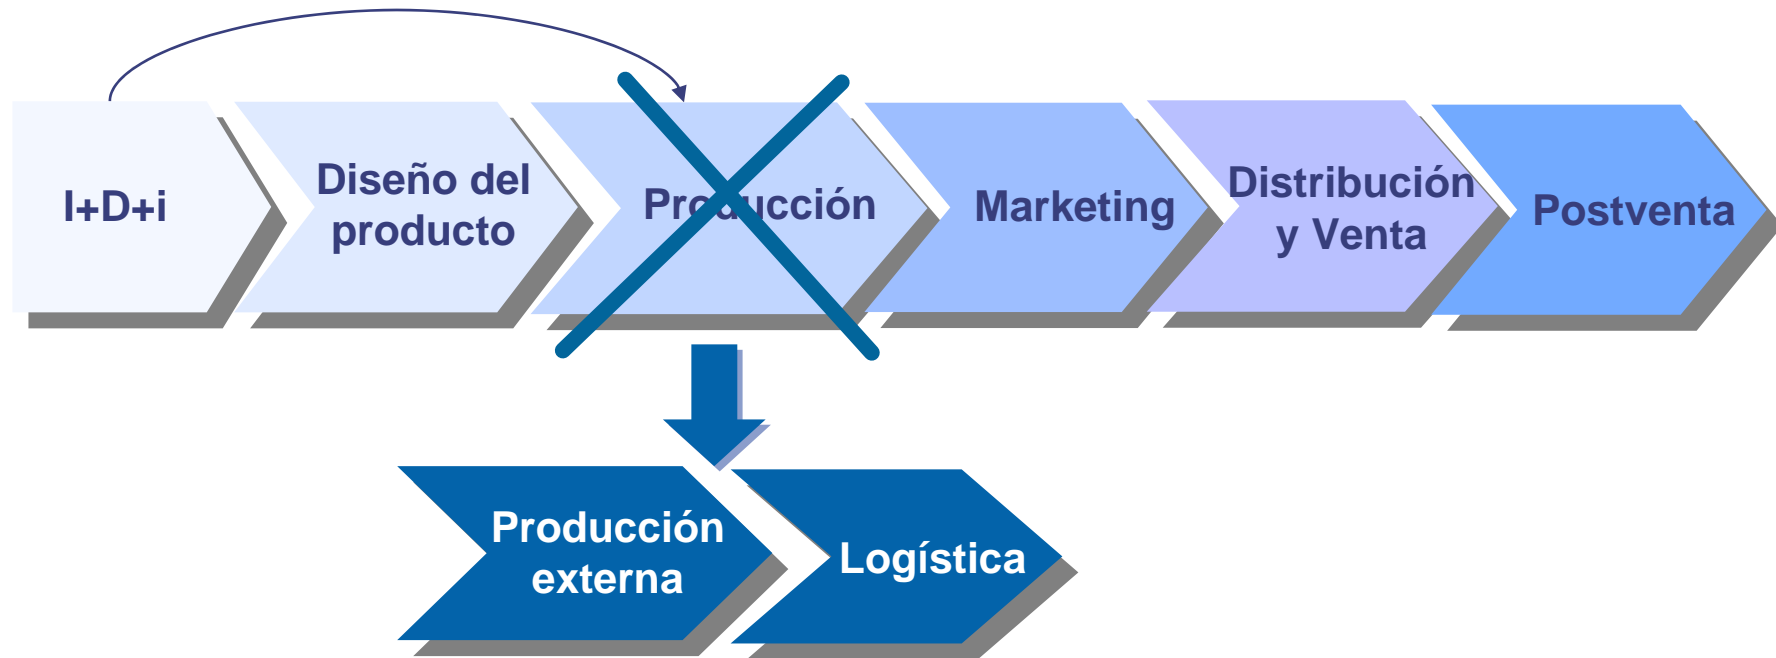 I+D+i
Diseño del
producto
Producción
Marketing
Distribución
y Venta
Postventa
Producción
externa
Logística